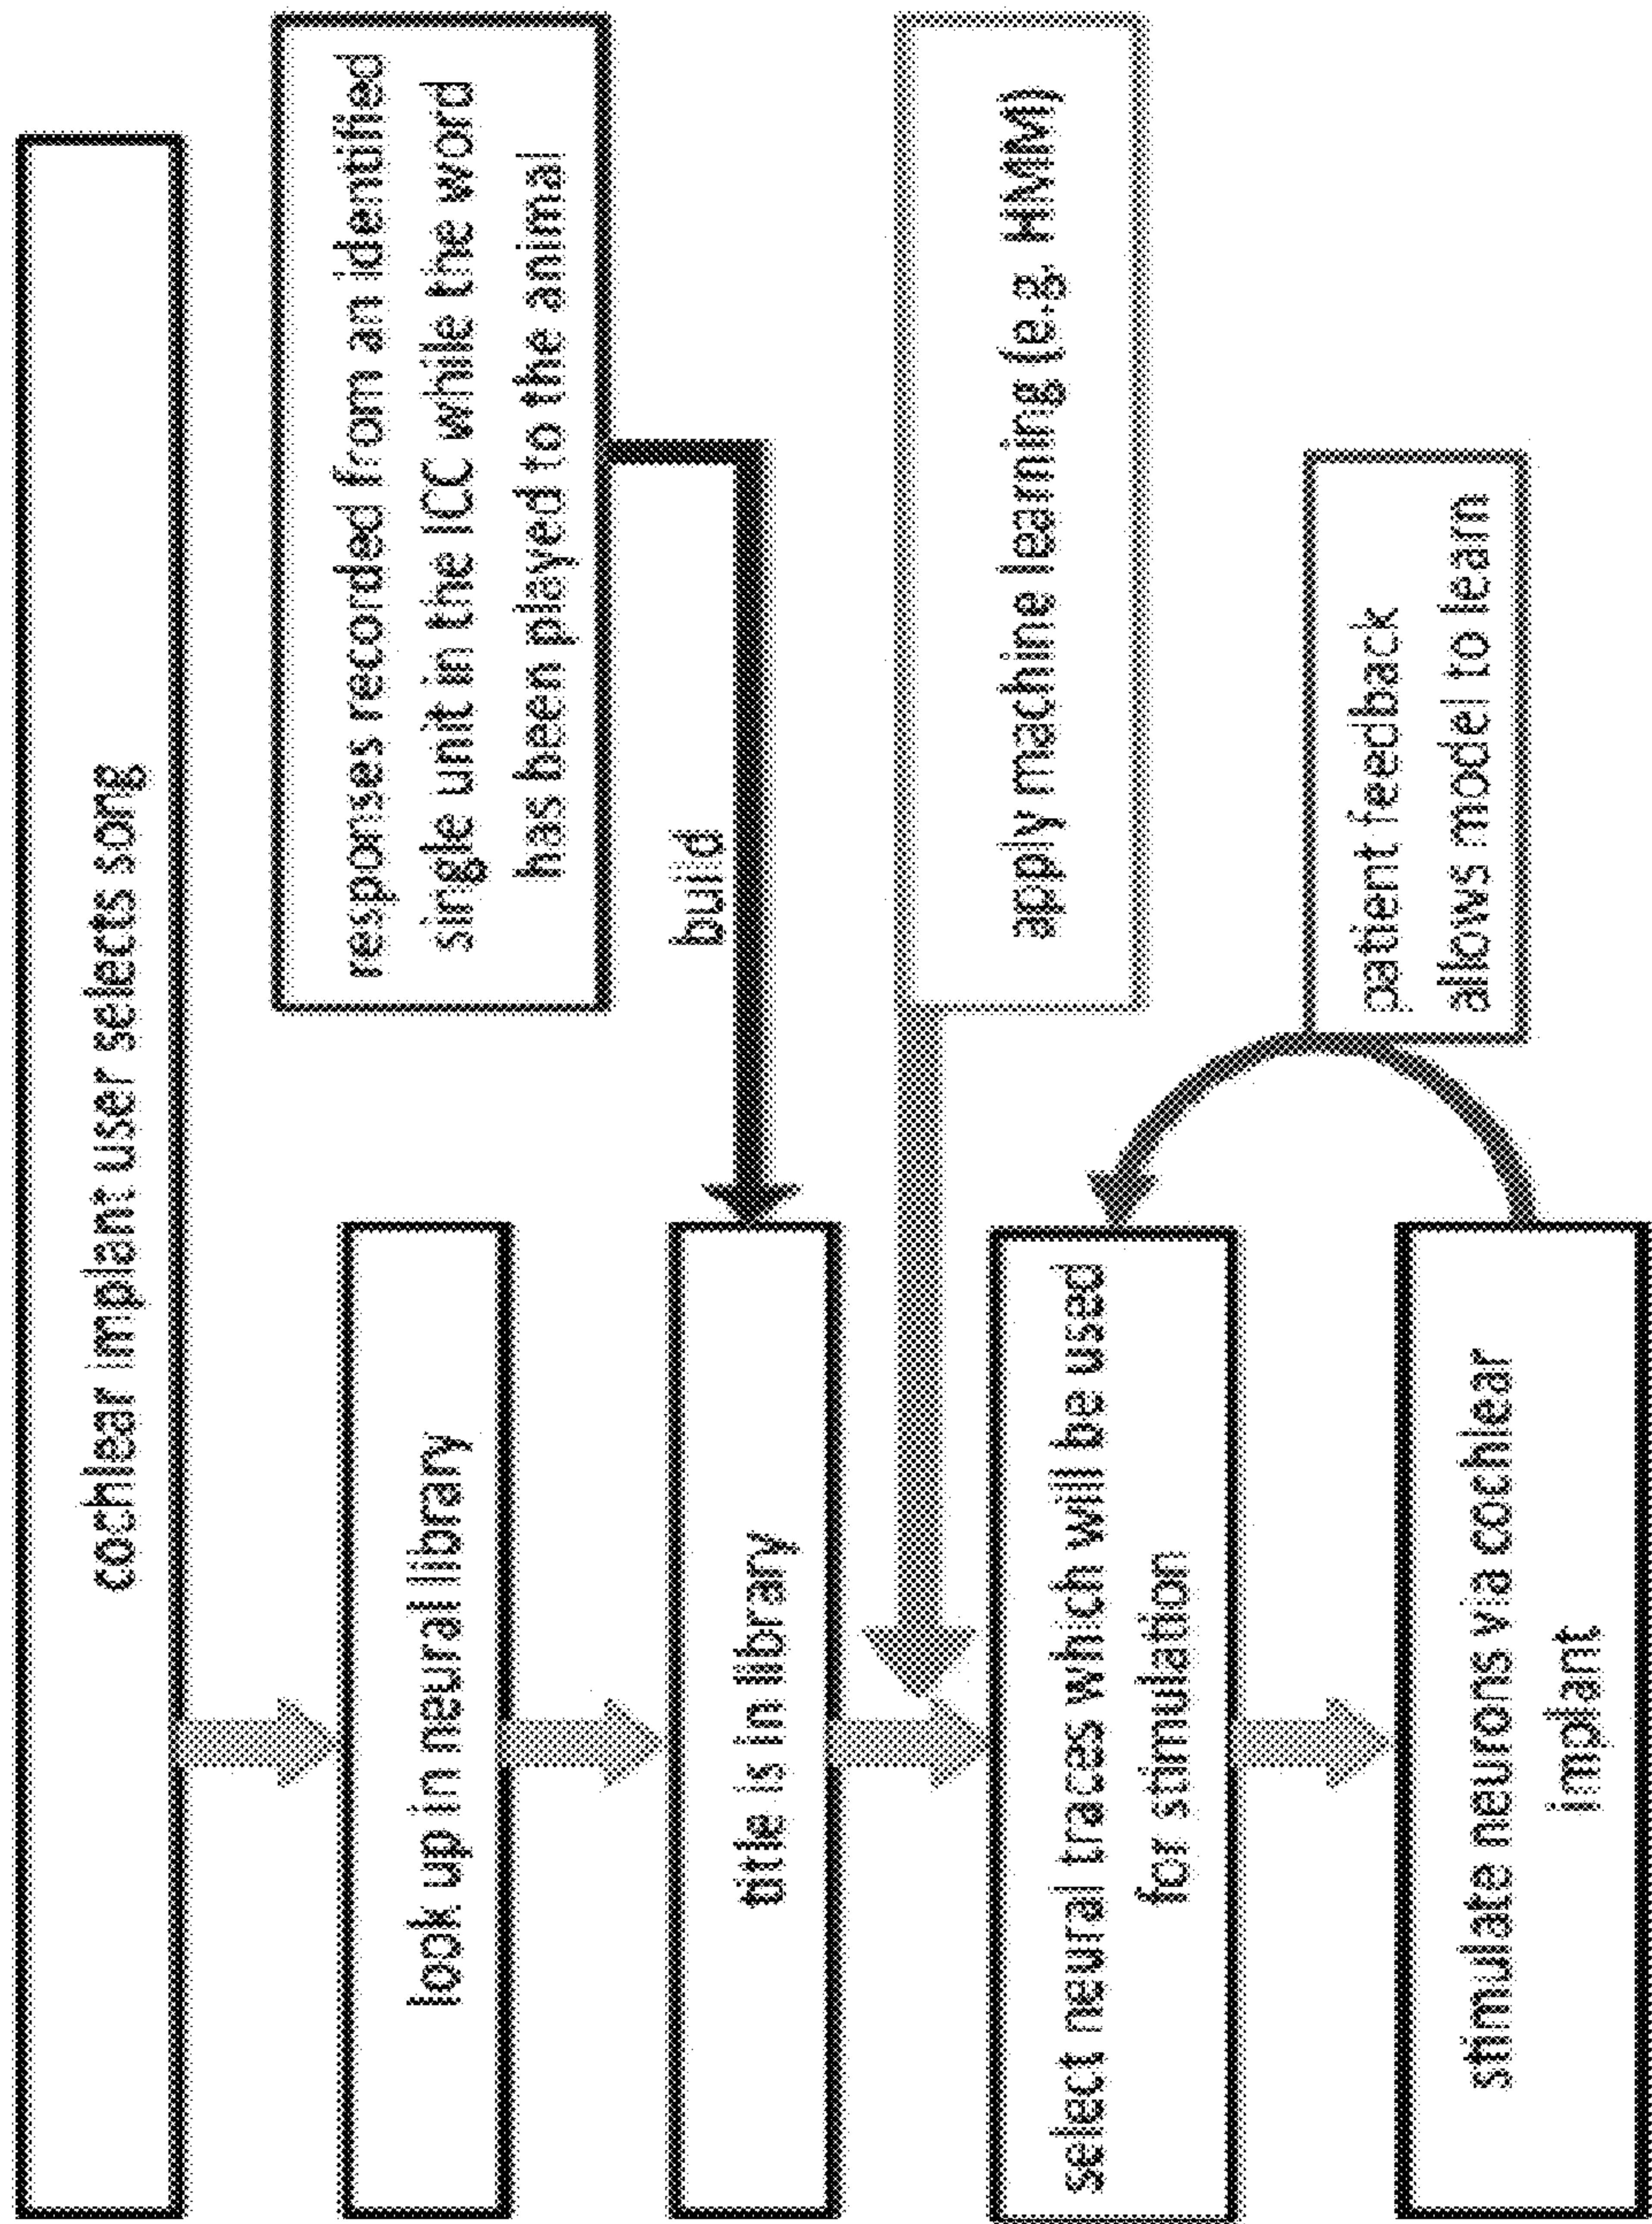 cochlear implant user selects song
look up in neural library
responses recorded from an identified
single unit in the ICC while the word
has been played to the animal
build
title is in library
apply machine learning (e.g. HMM)
select neural traces which will be used
for stimulation
patient feedback
allows model to learn
stimulate neurons via cochlear
implant